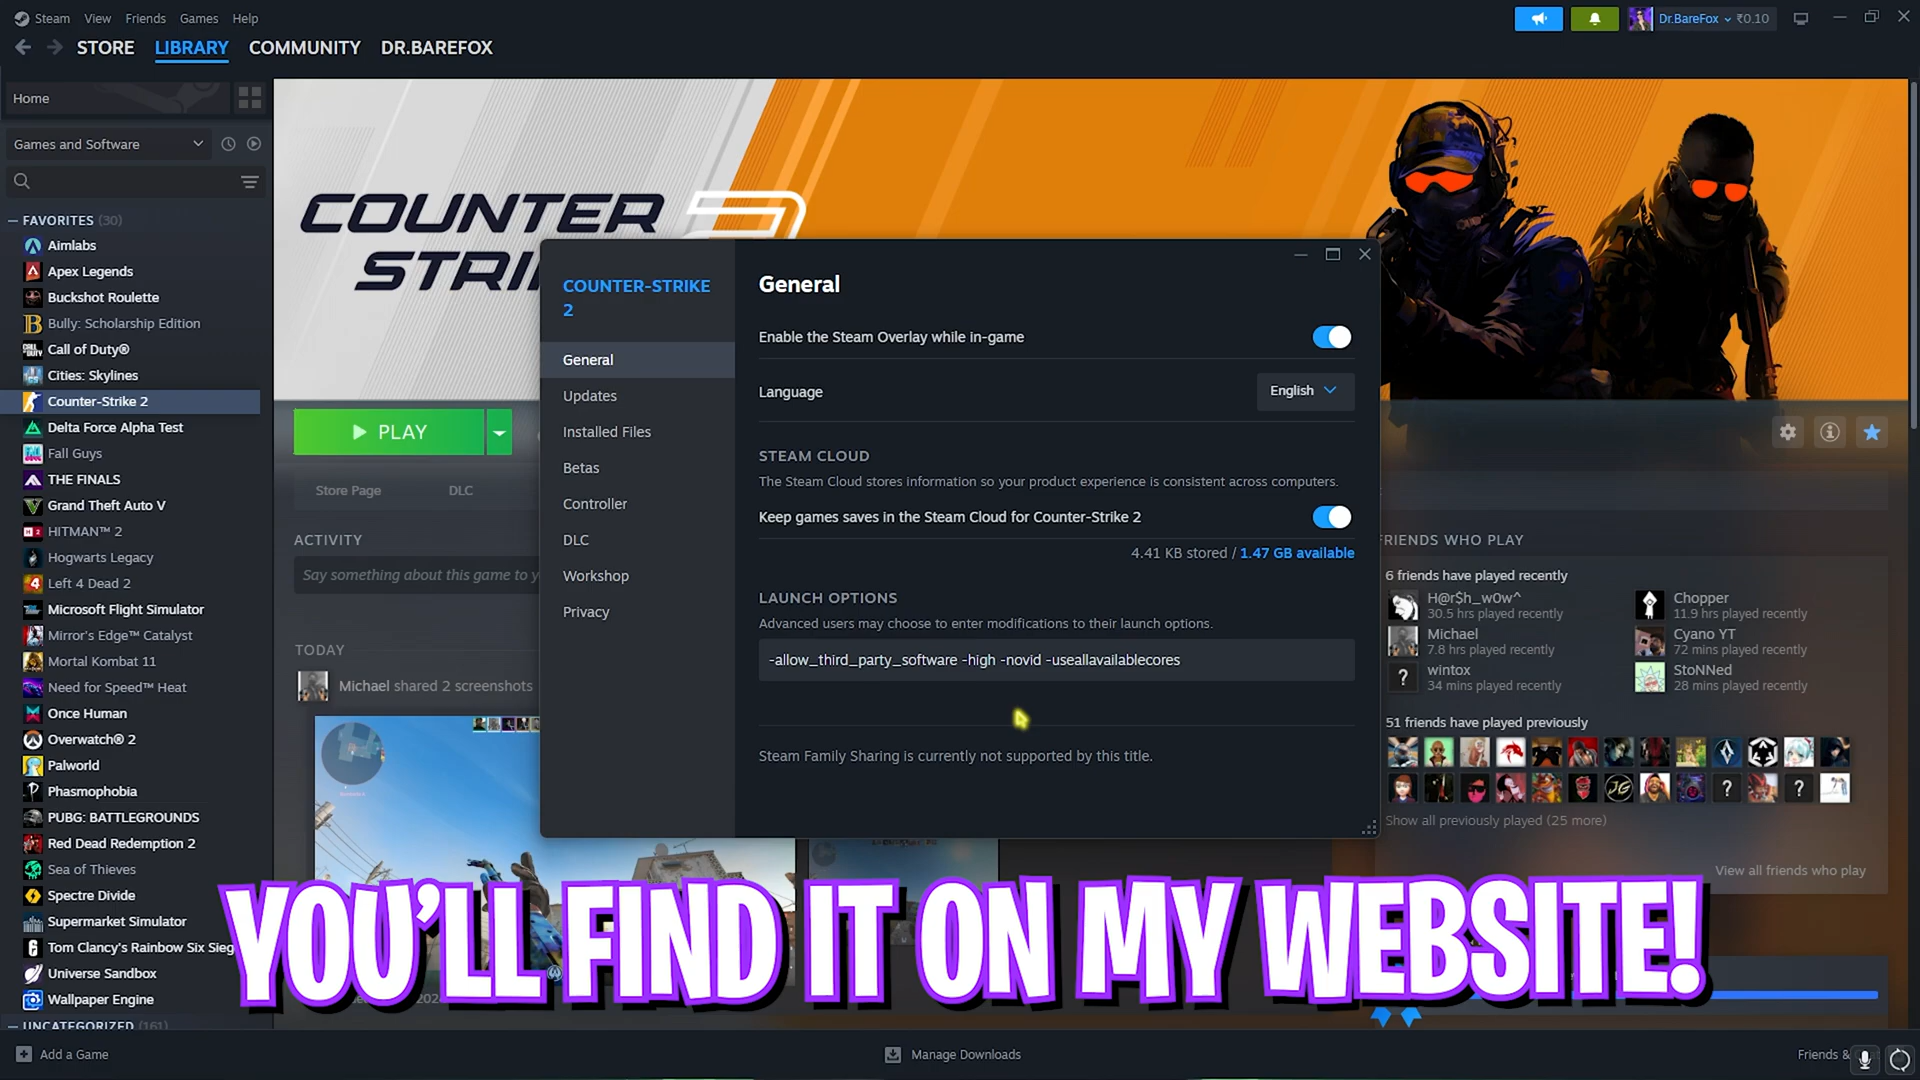 Steam View Friends Games Help
Dr.BareFox ₹0.10
STORE LIBRARY COMMUNITY DR.BAREFOX
Home
Games and Software
FAVORITES (30)
Aimlabs
Apex Legends
Buckshot Roulette
Bully: Scholarship Edition
Call of Duty®
Cities: Skylines
Counter-Strike 2
Delta Force Alpha Test
Fall Guys
THE FINALS
Grand Theft Auto V
HITMAN™ 2
Hogwarts Legacy
Left 4 Dead 2
Microsoft Flight Simulator
Mirror's Edge™ Catalyst
Mortal Kombat 11
Need for Speed™ Heat
Once Human
Overwatch® 2
Palworld
Phasmophobia
PUBG: BATTLEGROUNDS
Red Dead Redemption 2
Sea of Thieves
Spectre Divide
Supermarket Simulator
Tom Clancy's Rainbow Six Sieg
Universe Sandbox
Wallpaper Engine
UNCATEGORIZED (161)
Add a Game
COUNTER
STRI
PLAY
Store Page DLC
ACTIVITY
Say something about this game to y
TODAY
Michael shared 2 screenshots
COUNTER-STRIKE
2
General
Updates
Installed Files
Betas
Controller
DLC
Workshop
Privacy
General
Enable the Steam Overlay while in-game
Language English
STEAM CLOUD
The Steam Cloud stores information so your product experience is consistent across computers.
Keep games saves in the Steam Cloud for Counter-Strike 2
4.41 KB stored / 1.47 GB available
LAUNCH OPTIONS
Advanced users may choose to enter modifications to their launch options.
-allow_third_party_software -high -novid -useallavailablecores
Steam Family Sharing is currently not supported by this title.
FRIENDS WHO PLAY
6 friends have played recently
H@r$h_w0w^
30.5 hrs played recently
Chopper
11.9 hrs played recently
Michael
7.8 hrs played recently
Cyano YT
72 mins played recently
wintox
34 mins played recently
StoNNed
28 mins played recently
51 friends have played previously
Show all previously played (25 more)
View all friends who play
YOU'LL FIND IT ON MY WEBSITE!
Manage Downloads
Friends &